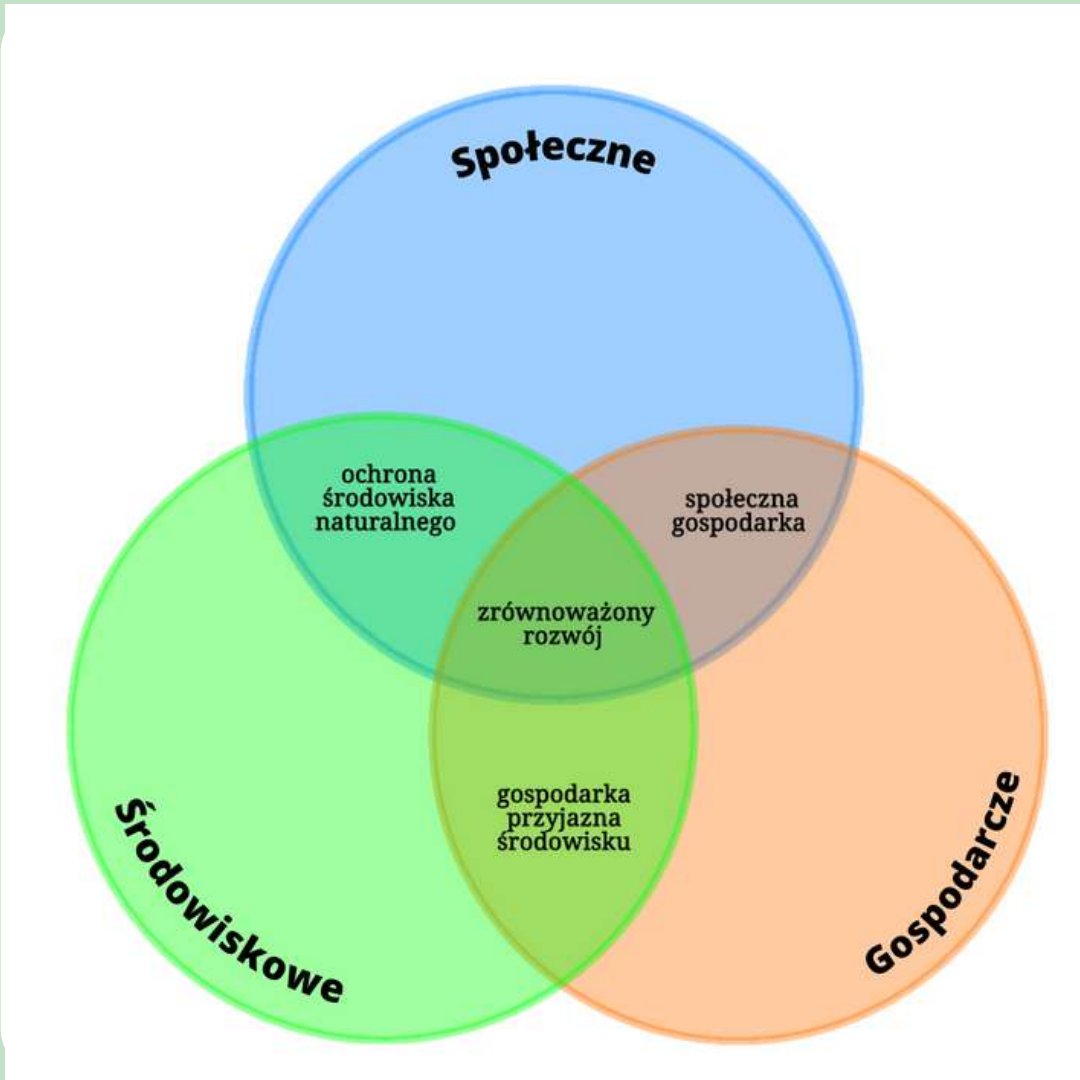 Społeczne
ochrona
środowiska
naturalnego
społeczna
gospodarka
zrównoważony
rozwój
gospodarka
przyjazna
środowisku
Środowiskowe
Gospodarcze